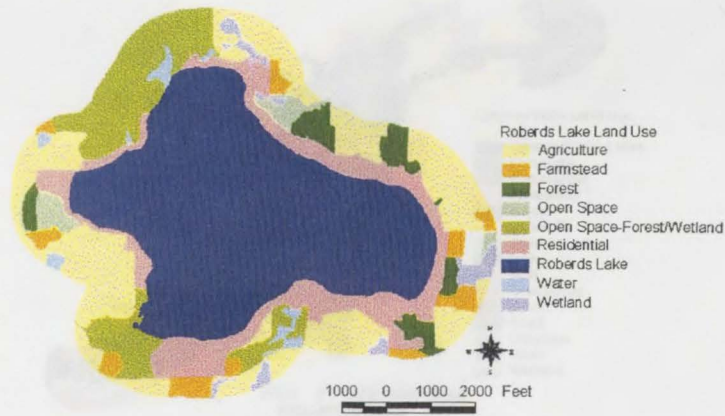 Roberds Lake Land Use
Agriculture
Farmstead
Forest
Open Space
Open Space-Forest/Wetland
Residential
Roberds Lake
Water
Wetland
1000 0 1000 2000 Feet